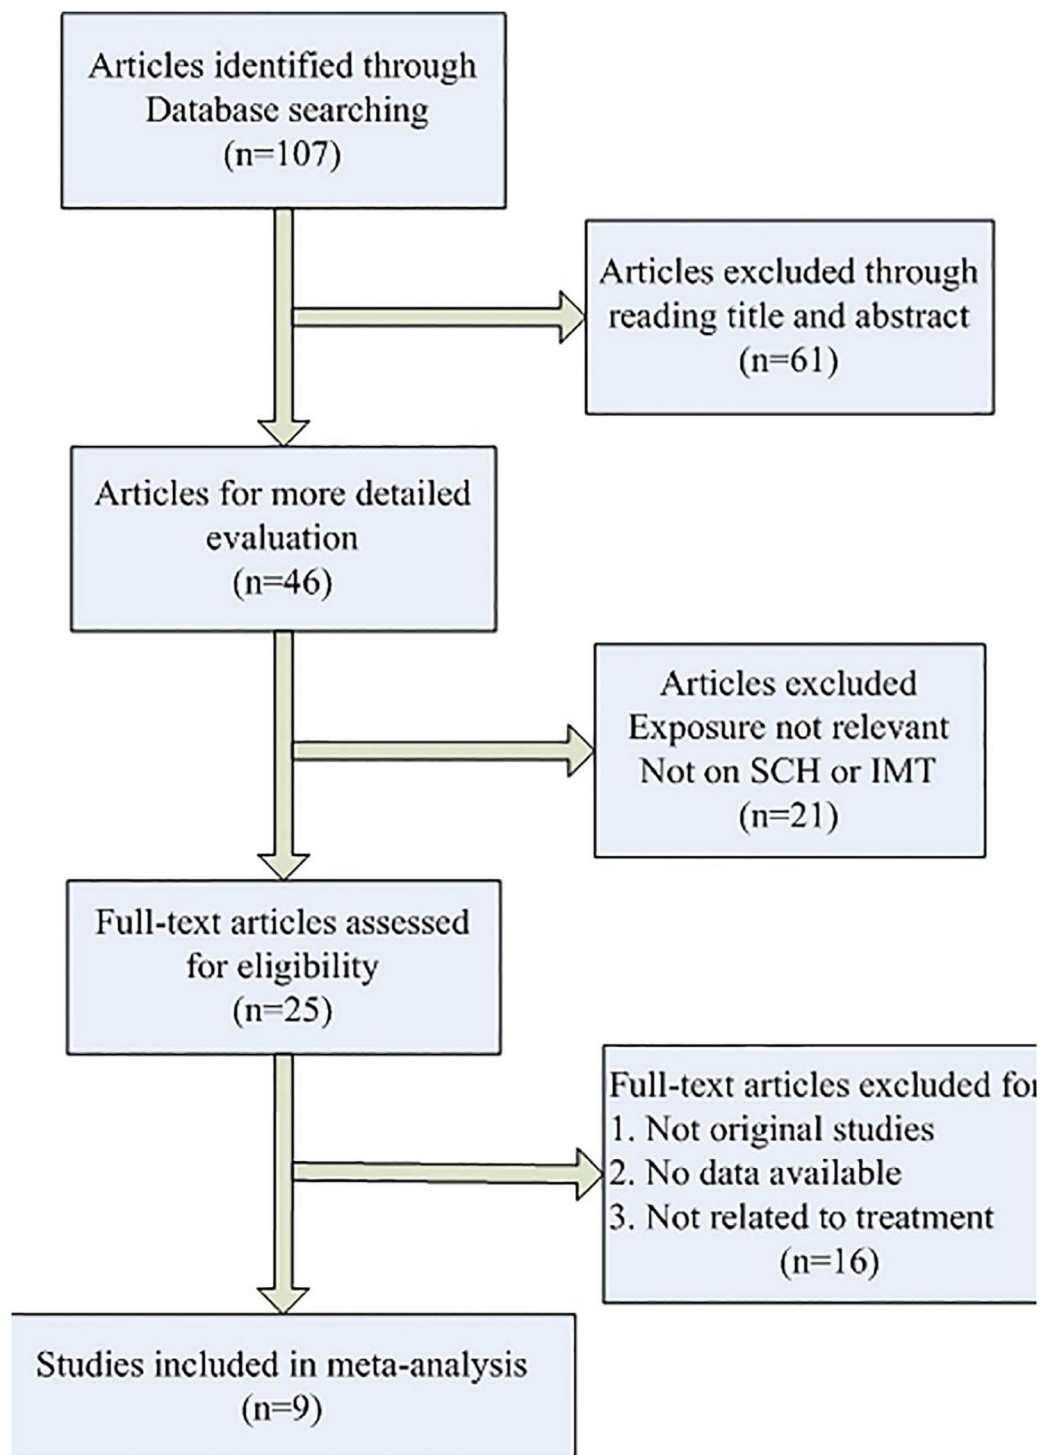 Articles identified through
Database searching
(n=107)
Articles excluded through
reading title and abstract
(n=61)
Articles for more detailed
evaluation
(n=46)
Articles excluded
Exposure not relevant
Not on SCH or IMT
(n=21)
Full-text articles assessed
for eligibility
(n=25)
Full-text articles excluded for
1. Not original studies
2. No data available
3. Not related to treatment
(n=16)
Studies included in meta-analysis
(n=9)